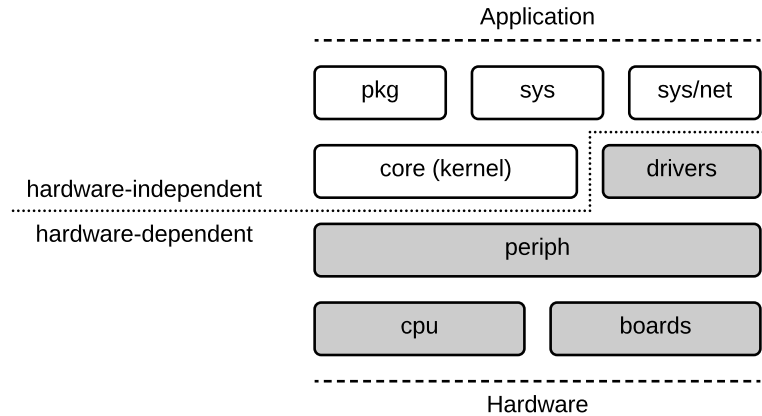 Application
pkg
sys
sys/net
core (kernel)
drivers
hardware-independent
hardware-dependent
periph
cpu
boards
Hardware